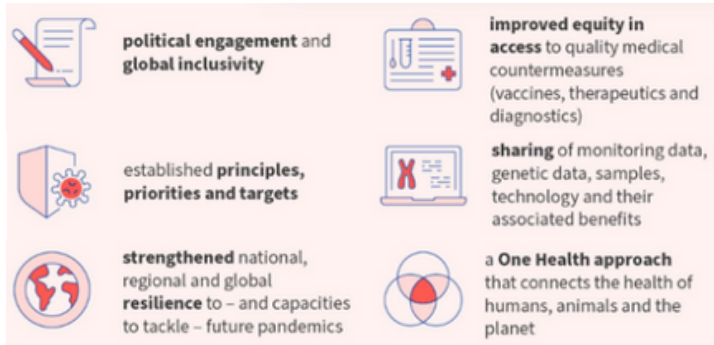 political engagement and
global inclusivity
improved equity in
access to quality medical
countermeasures
(vaccines, therapeutics and
diagnostics)
established principles,
priorities and targets
sharing of monitoring data,
genetic data, samples,
technology and their
associated benefits
strengthened national,
regional and global
resilience to – and capacities
to tackle – future pandemics
a One Health approach
that connects the health of
humans, animals and the
planet